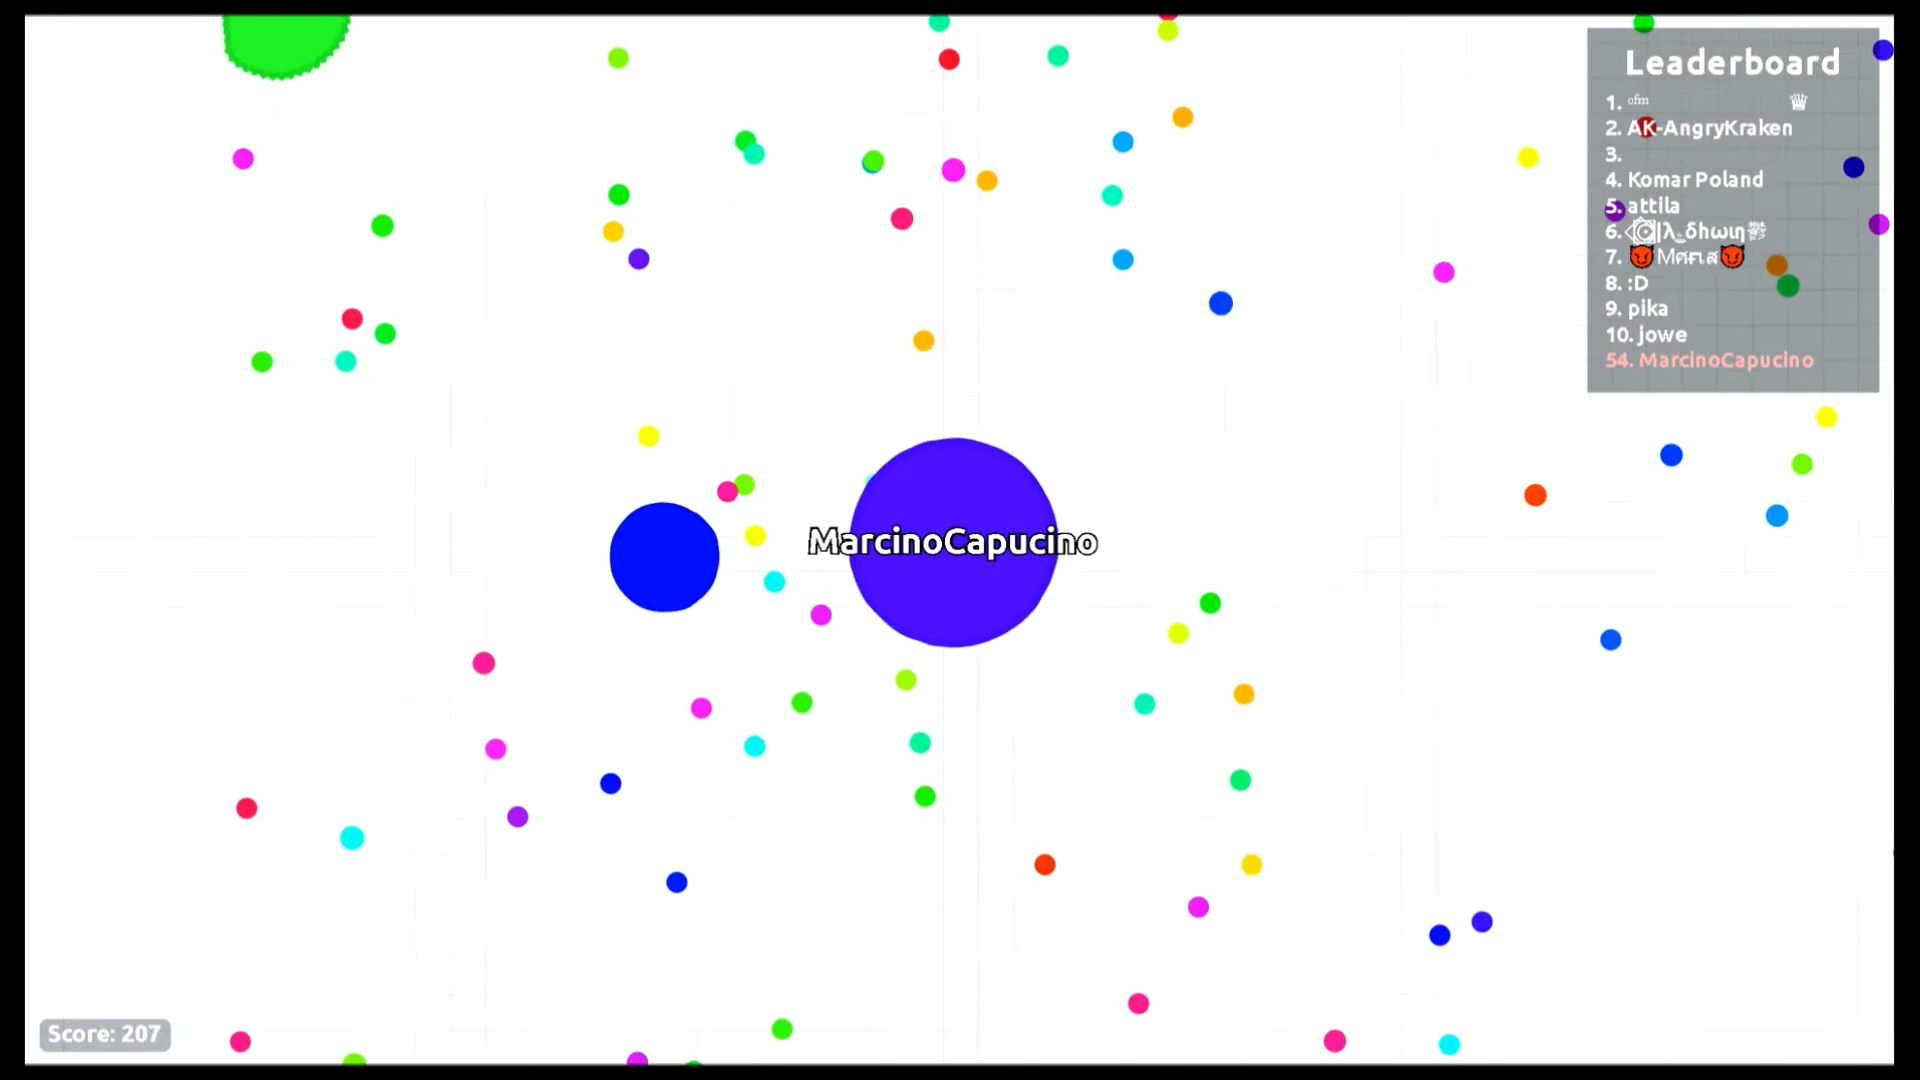 Leaderboard
1. ofm ♛
2. AK-AngryKraken
3.
4. Komar Poland
5. attila
6.
7. 😈 😈
8. :D
9. pika
10. jowe
54. MarcinoCapucino
MarcinoCapucino
Score: 207